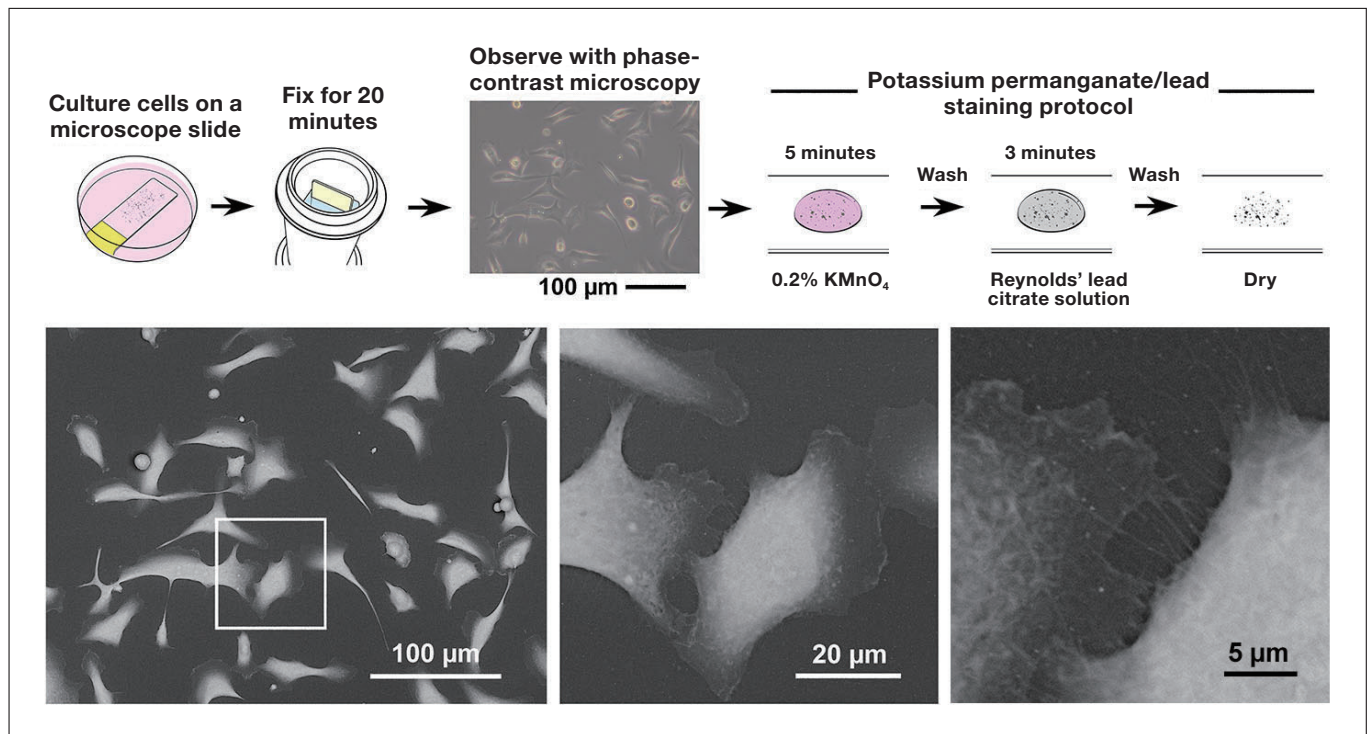 Culture cells on a
microscope slide
Fix for 20
minutes
Observe with phase-
contrast microscopy
100 µm
Potassium permanganate/lead
staining protocol
5 minutes
Wash
3 minutes
Wash
0.2% KMnO₄
Reynolds’ lead
citrate solution
Dry
100 µm
20 µm
5 µm